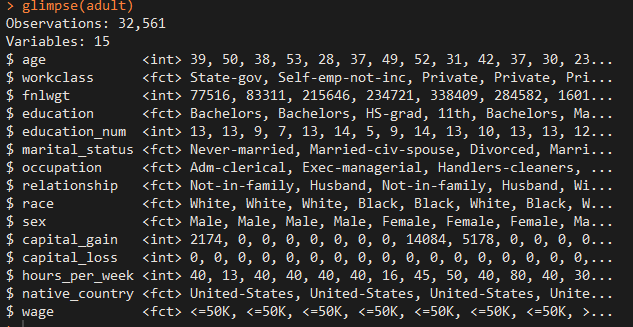 > glimpse(adult)
Observations: 32,561
Variables: 15
$ age            <int> 39, 50, 38, 53, 28, 37, 49, 52, 31, 42, 37, 30, 23...
$ workclass      <fct> State-gov, Self-emp-not-inc, Private, Private, Pri...
$ fnlwgt         <int> 77516, 83311, 215646, 234721, 338409, 284582, 1601...
$ education      <fct> Bachelors, Bachelors, HS-grad, 11th, Bachelors, Ma...
$ education_num  <int> 13, 13, 9, 7, 13, 14, 5, 9, 14, 13, 10, 13, 13, 12...
$ marital_status <fct> Never-married, Married-civ-spouse, Divorced, Marri...
$ occupation     <fct> Adm-clerical, Exec-managerial, Handlers-cleaners, ...
$ relationship   <fct> Not-in-family, Husband, Not-in-family, Husband, Wi...
$ race           <fct> White, White, White, Black, Black, White, Black, W...
$ sex            <fct> Male, Male, Male, Male, Female, Female, Female, Ma...
$ capital_gain   <int> 2174, 0, 0, 0, 0, 0, 0, 0, 14084, 5178, 0, 0, 0, 0...
$ capital_loss   <int> 0, 0, 0, 0, 0, 0, 0, 0, 0, 0, 0, 0, 0, 0, 0, 0, 0,...
$ hours_per_week <int> 40, 13, 40, 40, 40, 40, 16, 45, 50, 40, 80, 40, 30...
$ native_country <fct> United-States, United-States, United-States, Unite...
$ wage           <fct> <=50K, <=50K, <=50K, <=50K, <=50K, <=50K, <=50K, >...